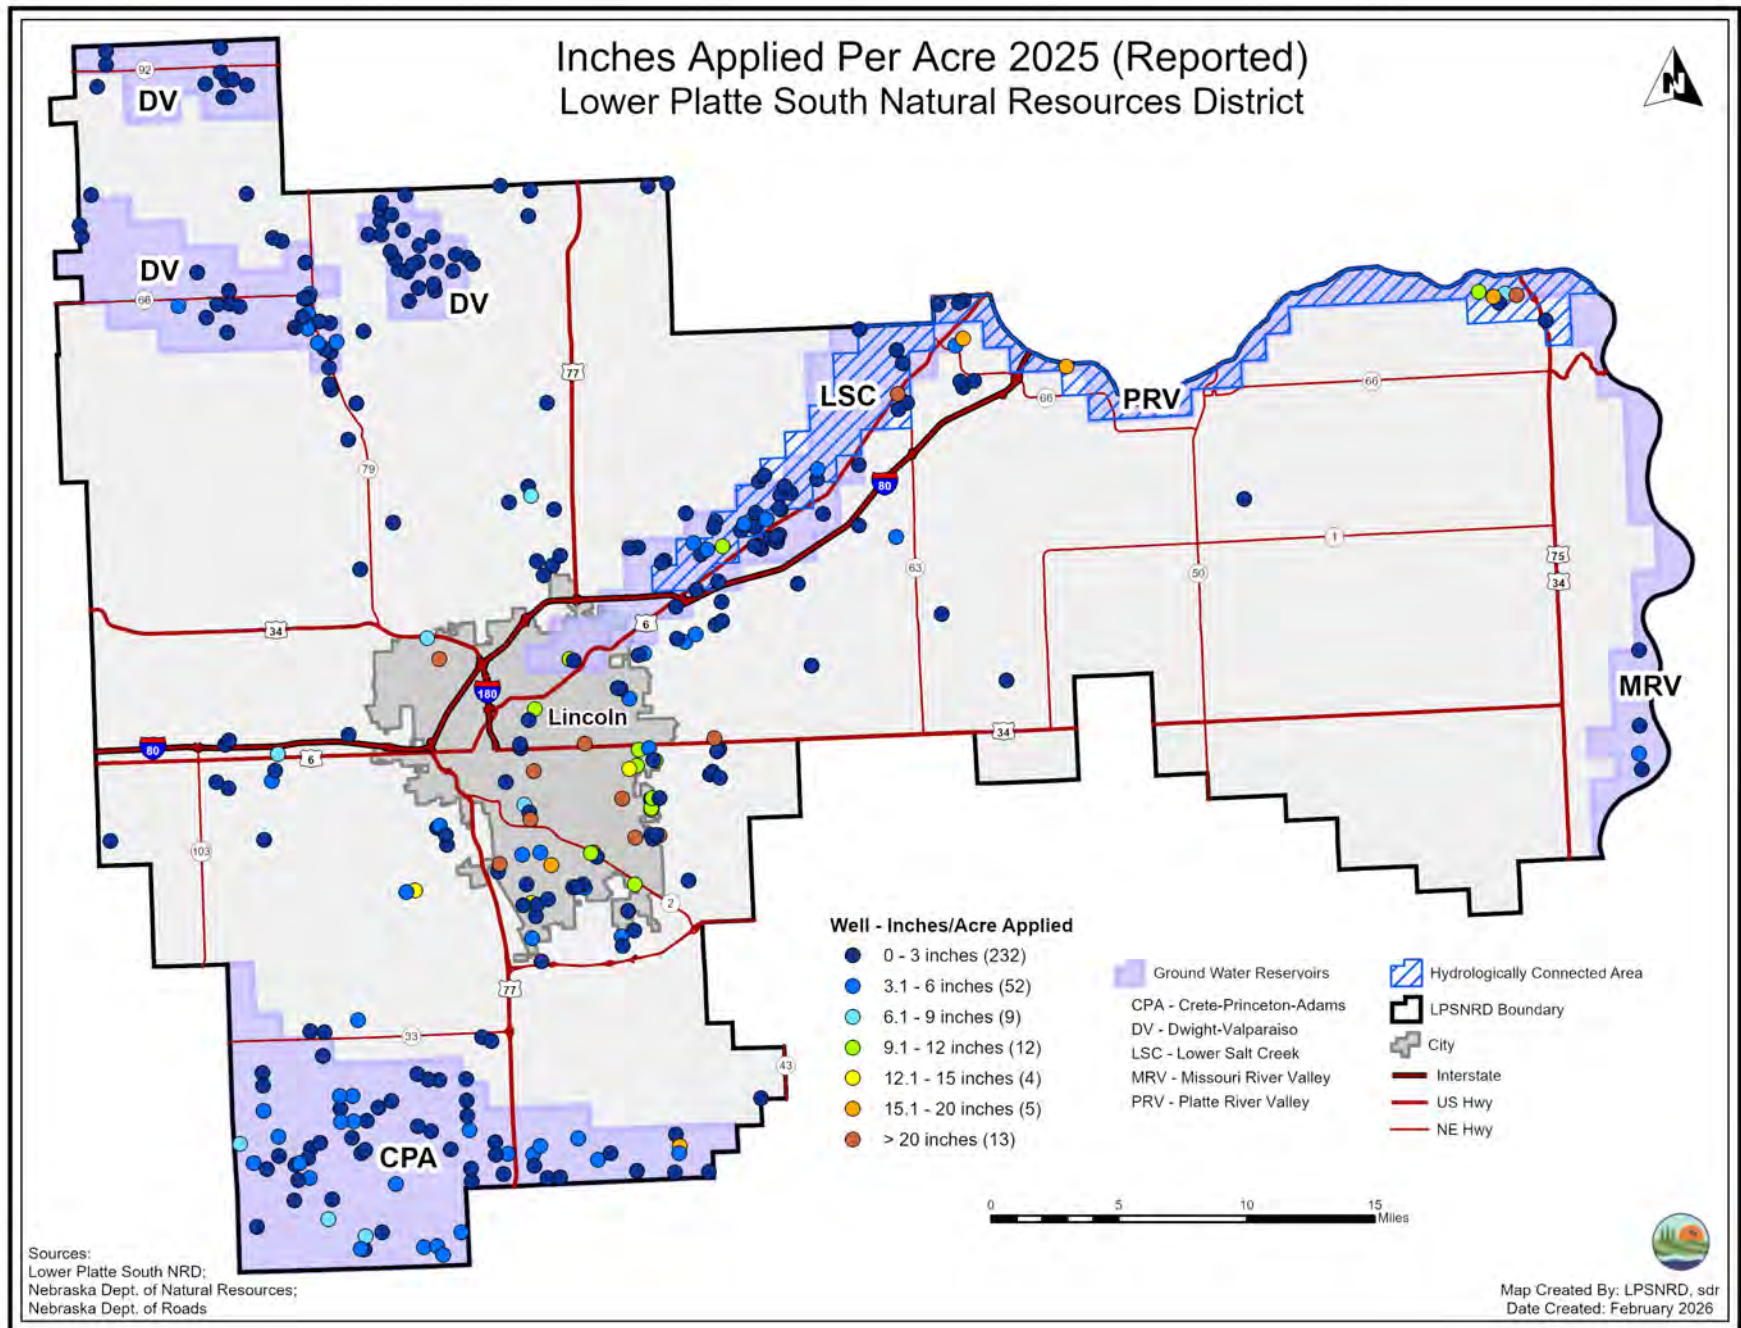 Inches Applied Per Acre 2025 (Reported)
Lower Platte South Natural Resources District
N
92
DV
DV
66
DV
77
79
LSC
66
PRV
66
80
63
1
50
75
34
34
6
180
Lincoln
MRV
80
6
34
103
2
77
33
43
CPA
Well - Inches/Acre Applied
0 - 3 inches (232)
3.1 - 6 inches (52)
6.1 - 9 inches (9)
9.1 - 12 inches (12)
12.1 - 15 inches (4)
15.1 - 20 inches (5)
> 20 inches (13)
Ground Water Reservoirs
CPA - Crete-Princeton-Adams
DV - Dwight-Valparaiso
LSC - Lower Salt Creek
MRV - Missouri River Valley
PRV - Platte River Valley
Hydrologically Connected Area
LPSNRD Boundary
City
Interstate
US Hwy
NE Hwy
0 5 10 15
Miles
Sources:
Lower Platte South NRD;
Nebraska Dept. of Natural Resources;
Nebraska Dept. of Roads
Map Created By: LPSNRD, sdr
Date Created: February 2026